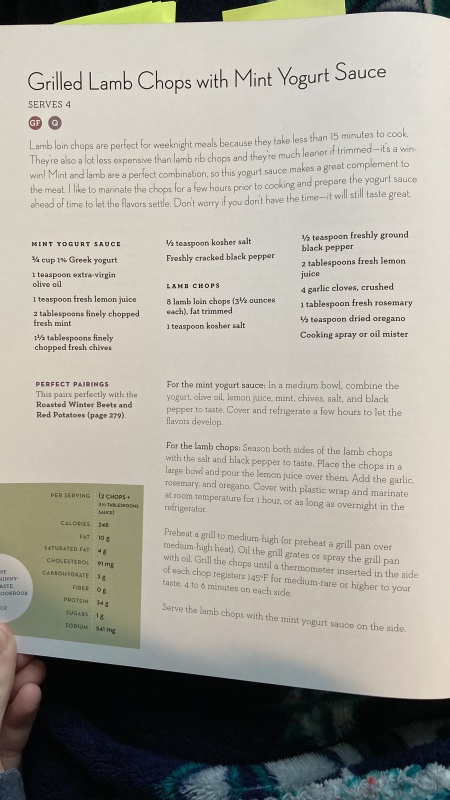 Grilled Lamb Chops with Mint Yogurt Sauce
SERVES 4
GF Q
Lamb loin chops are perfect for weeknight meals because they take less than 15 minutes to cook.
They're also a lot less expensive than lamb rib chops and they're much leaner if trimmed—it's a win-
win! Mint and lamb are a perfect combination, so this yogurt sauce makes a great complement to
the meat. I like to marinate the chops for a few hours prior to cooking and prepare the yogurt sauce
ahead of time to let the flavors settle. Don't worry if you don't have the time—it will still taste great.
MINT YOGURT SAUCE
¾ cup 1% Greek yogurt
1 teaspoon extra-virgin
olive oil
1 teaspoon fresh lemon juice
2 tablespoons finely chopped
fresh mint
1½ tablespoons finely
chopped fresh chives
½ teaspoon kosher salt
Freshly cracked black pepper
LAMB CHOPS
8 lamb loin chops (3½ ounces
each), fat trimmed
1 teaspoon kosher salt
½ teaspoon freshly ground
black pepper
2 tablespoons fresh lemon
juice
4 garlic cloves, crushed
1 tablespoon fresh rosemary
½ teaspoon dried oregano
Cooking spray or oil mister
PERFECT PAIRINGS
This pairs perfectly with the
Roasted Winter Beets and
Red Potatoes (page 279).
For the mint yogurt sauce: In a medium bowl, combine the
yogurt, olive oil, lemon juice, mint, chives, salt, and black
pepper to taste. Cover and refrigerate a few hours to let the
flavors develop.
For the lamb chops: Season both sides of the lamb chops
with the salt and black pepper to taste. Place the chops in a
large bowl and pour the lemon juice over them. Add the garlic,
rosemary, and oregano. Cover with plastic wrap and marinate
at room temperature for 1 hour, or as long as overnight in the
refrigerator.
Preheat a grill to medium-high (or preheat a grill pan over
medium-high heat). Oil the grill grates or spray the grill pan
with oil. Grill the chops until a thermometer inserted in the side
of each chop registers 145°F for medium-rare or higher to your
taste, 4 to 6 minutes on each side.
Serve the lamb chops with the mint yogurt sauce on the side.
PER SERVING (2 CHOPS +
TABLESPOONS
SAUCE)
CALORIES 248
FAT 10 g
SATURATED FAT 4 g
CHOLESTEROL 91 mg
CARBOHYDRATE 3 g
FIBER 0 g
PROTEIN 34 g
SUGARS 1 g
SODIUM 541 mg